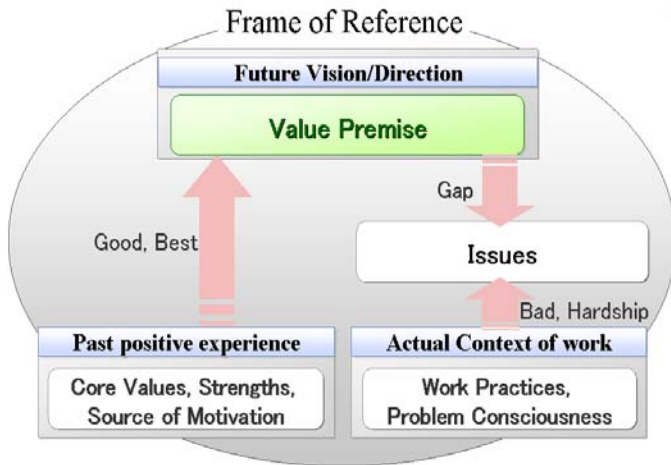 Frame of Reference
Future Vision/Direction
Value Premise
Gap
Good, Best
Issues
Bad, Hardship
Past positive experience
Core Values, Strengths,
Source of Motivation
Actual Context of work
Work Practices,
Problem Consciousness